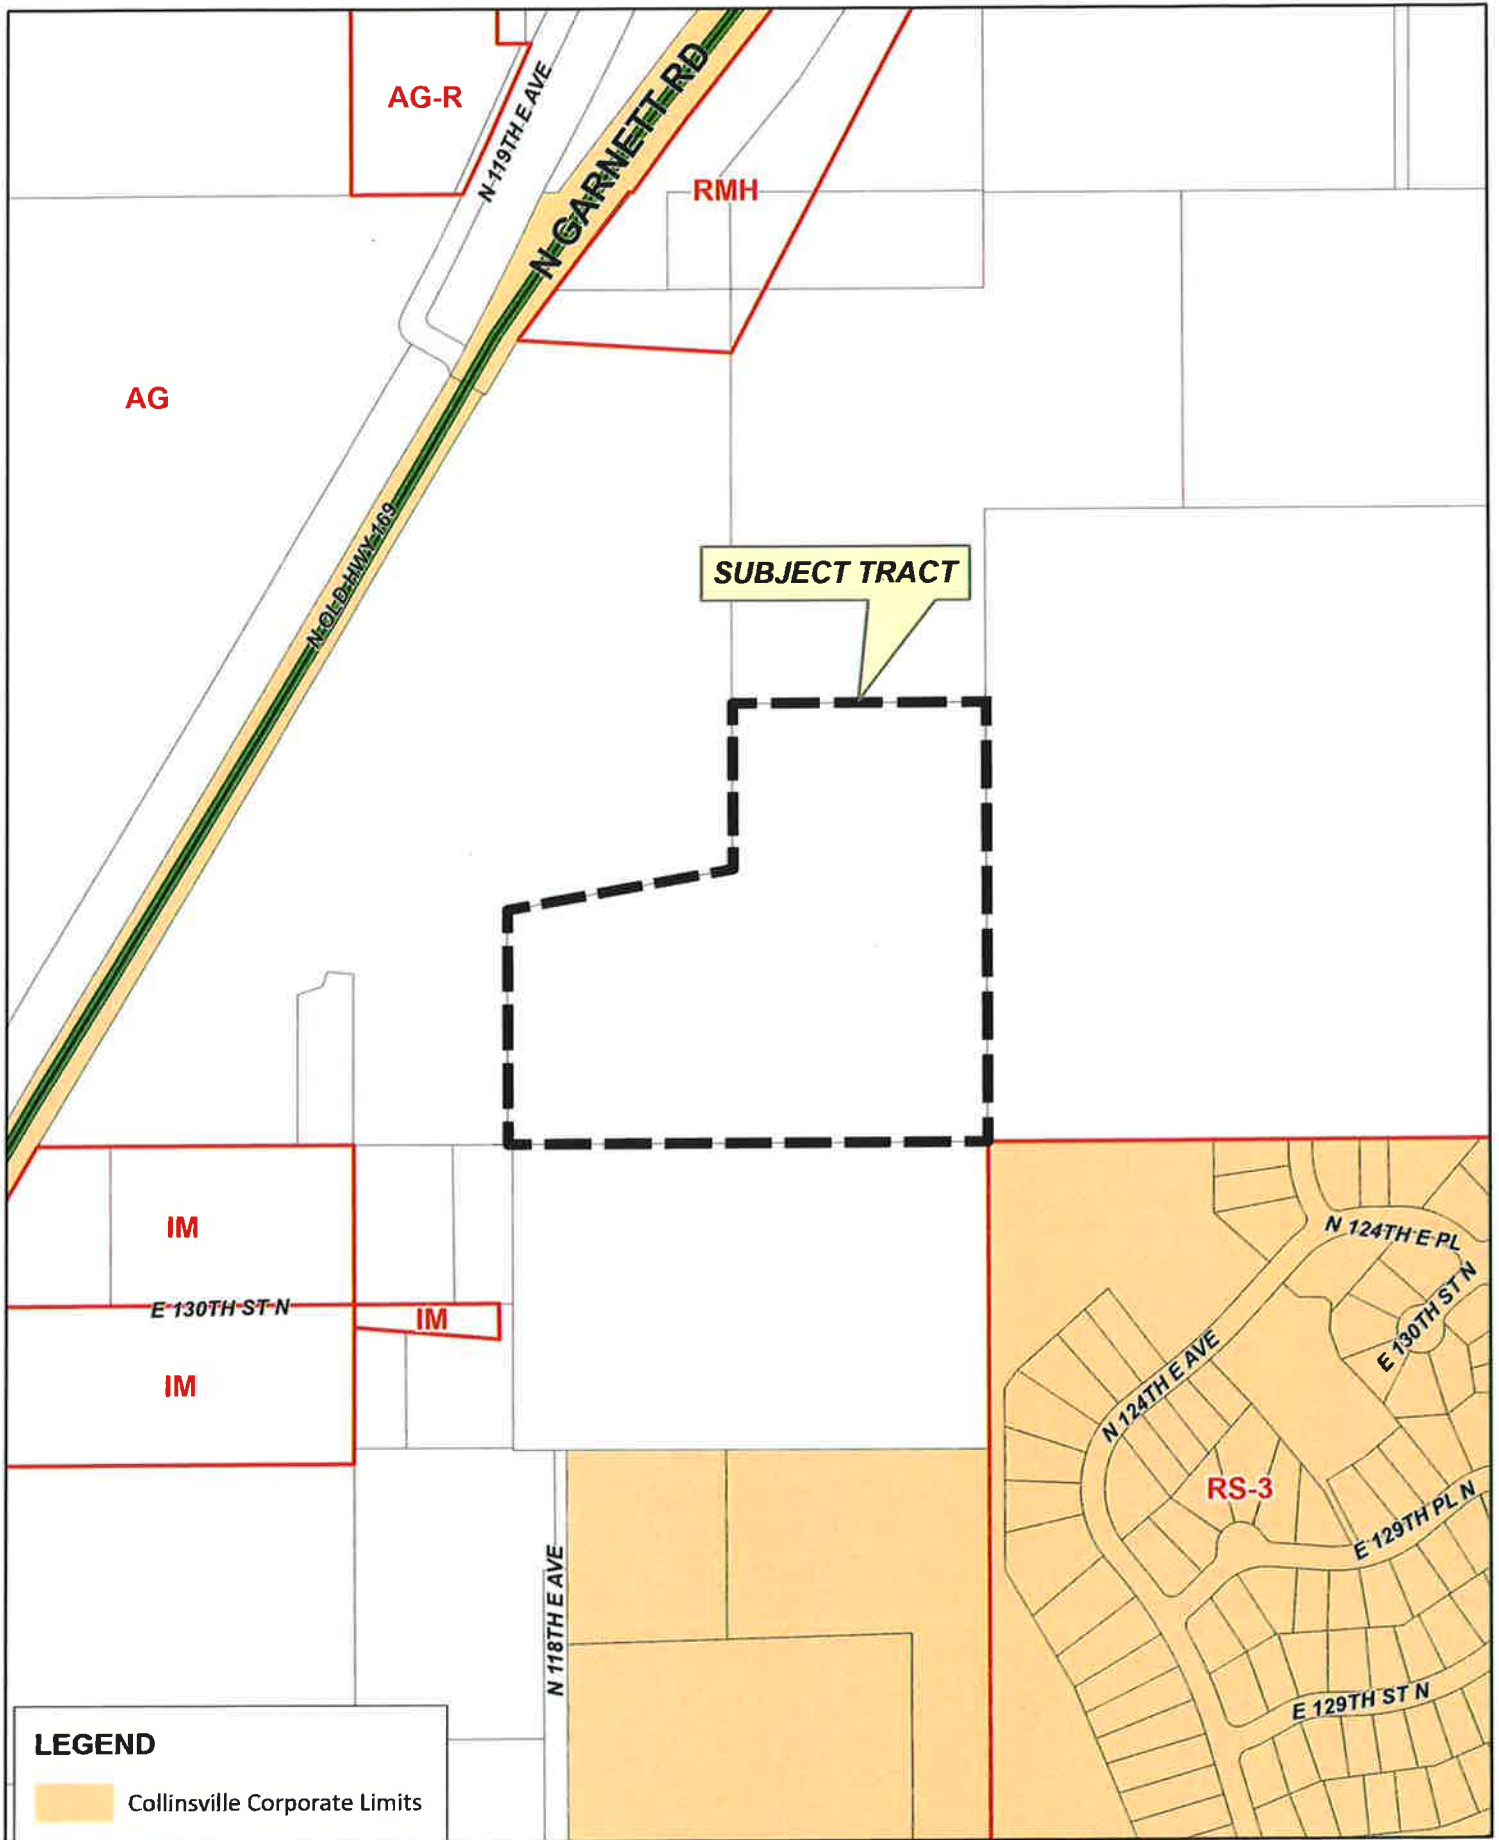 AG-R
N 119TH E AVE
N GARNETT RD
RMH
AG
N OLD HWY 169
SUBJECT TRACT
IM
E 130TH ST N
IM
IM
N 124TH E PL
E 130TH ST N
N 124TH E AVE
RS-3
E 129TH PL N
N 118TH E AVE
E 129TH ST N
LEGEND
Collinsville Corporate Limits